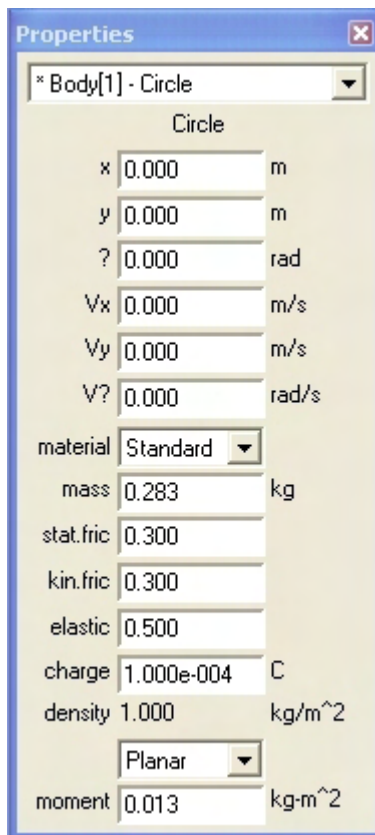 Properties
* Body[1] - Circle
Circle
x 0.000 m
y 0.000 m
? 0.000 rad
Vx 0.000 m/s
Vy 0.000 m/s
V? 0.000 rad/s
material Standard
mass 0.283 kg
stat.fric 0.300
kin.fric 0.300
elastic 0.500
charge 1.000e-004 C
density 1.000 kg/m^2
Planar
moment 0.013 kg-m^2